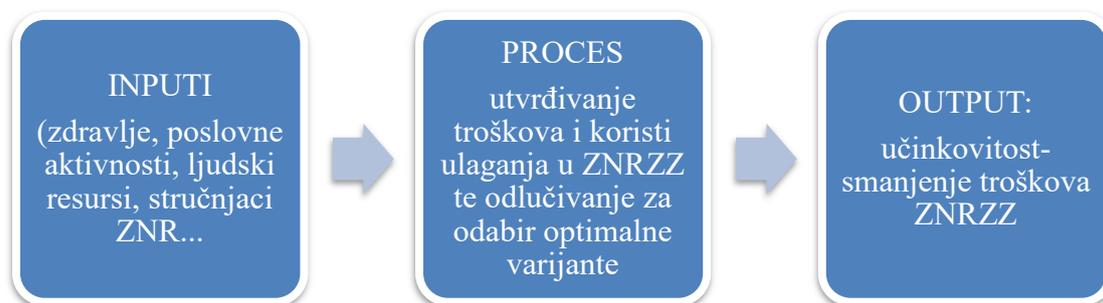 INPUTI
(zdravlje, poslovne
aktivnosti, ljudski
resursi, stručnjaci
ZNR...
PROCES
utvrđivanje
troškova i koristi
ulaganja u ZNRZZ
te odlučivanje za
odabir optimalne
varijante
OUTPUT:
učinkovitost-
smanjenje troškova
ZNRZZ